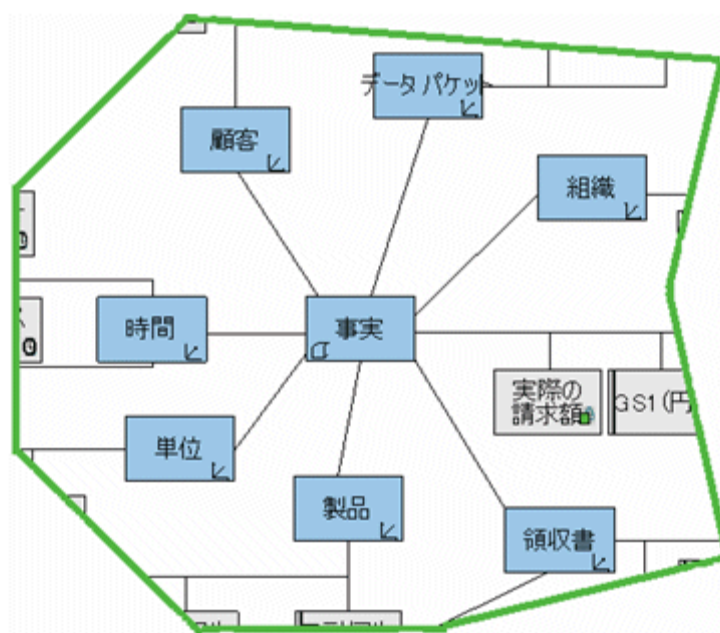 データパケット
顧客
組織
時間
事実
実際の
請求額
GS1(円
単位
製品
領収書